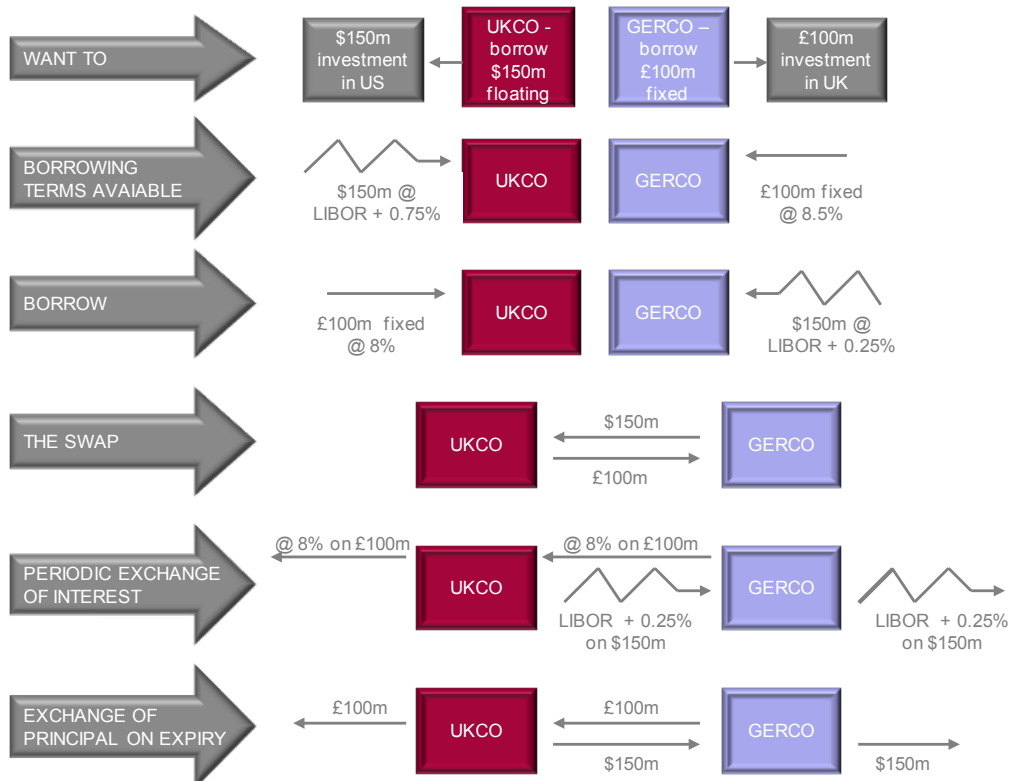 WANT TO
$150m
investment
in US
UKCO -
borrow
$150m
floating
GERCO –
borrow
£100m
fixed
£100m
investment
in UK
BORROWING
TERMS AVAIABLE
$150m @
LIBOR + 0.75%
UKCO
GERCO
£100m fixed
@ 8.5%
BORROW
£100m fixed
@ 8%
UKCO
GERCO
$150m @
LIBOR + 0.25%
THE SWAP
UKCO
$150m
£100m
GERCO
PERIODIC EXCHANGE
OF INTEREST
@ 8% on £100m
UKCO
@ 8% on £100m
LIBOR + 0.25%
on $150m
GERCO
LIBOR + 0.25%
on $150m
EXCHANGE OF
PRINCIPAL ON EXPIRY
£100m
UKCO
£100m
$150m
GERCO
$150m